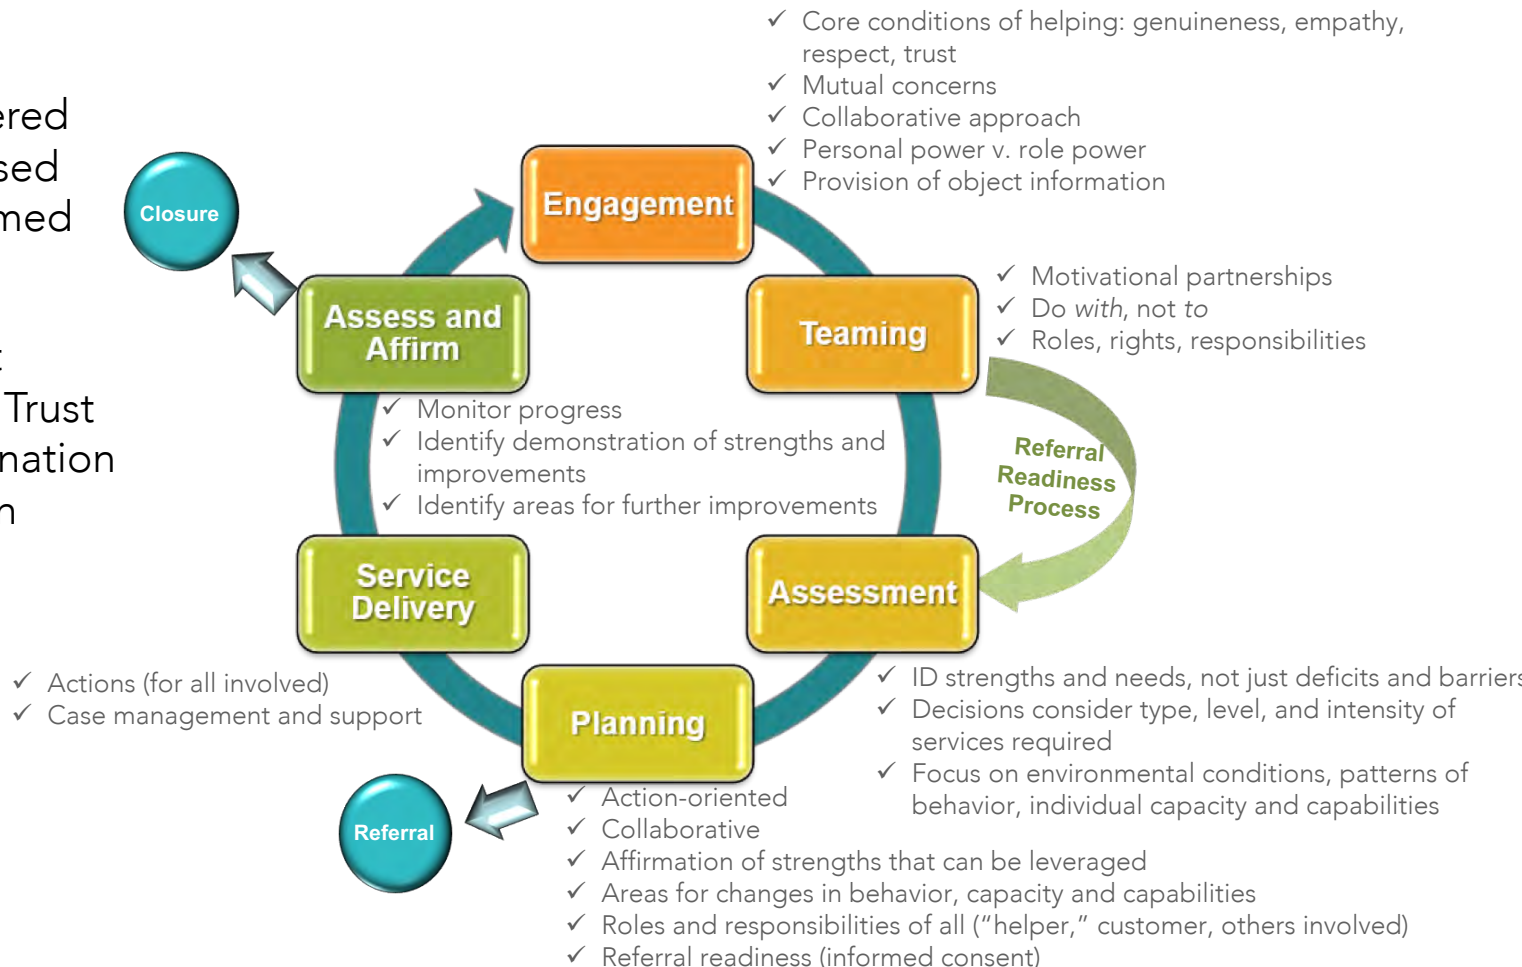 ✓ Core conditions of helping: genuineness, empathy,
respect, trust
✓ Mutual concerns
✓ Collaborative approach
✓ Personal power v. role power
✓ Provision of object information
ered
sed
med
Trust
nation
Closure
Engagement
Assess and
Affirm
Teaming
✓ Motivational partnerships
✓ Do with, not to
✓ Roles, rights, responsibilities
✓ Monitor progress
✓ Identify demonstration of strengths and
improvements
✓ Identify areas for further improvements
Referral
Readiness
Process
Service
Delivery
Assessment
✓ Actions (for all involved)
✓ Case management and support
Planning
✓ ID strengths and needs, not just deficits and barriers
✓ Decisions consider type, level, and intensity of
services required
✓ Focus on environmental conditions, patterns of
behavior, individual capacity and capabilities
Referral
✓ Action-oriented
✓ Collaborative
✓ Affirmation of strengths that can be leveraged
✓ Areas for changes in behavior, capacity and capabilities
✓ Roles and responsibilities of all (“helper,” customer, others involved)
✓ Referral readiness (informed consent)